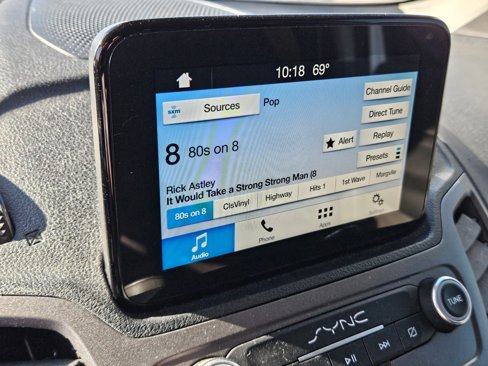 10:18 69°
Channel Guide
sxm Sources Pop
Direct Tune
8 80s on 8
Alert
Replay
Presets
Rick Astley
It Would Take a Strong Strong Man (8
80s on 8 ClsVinyl Highway Hits 1 1st Wave Margvlle
Audio Phone Apps Settings
SYNC
TUNE